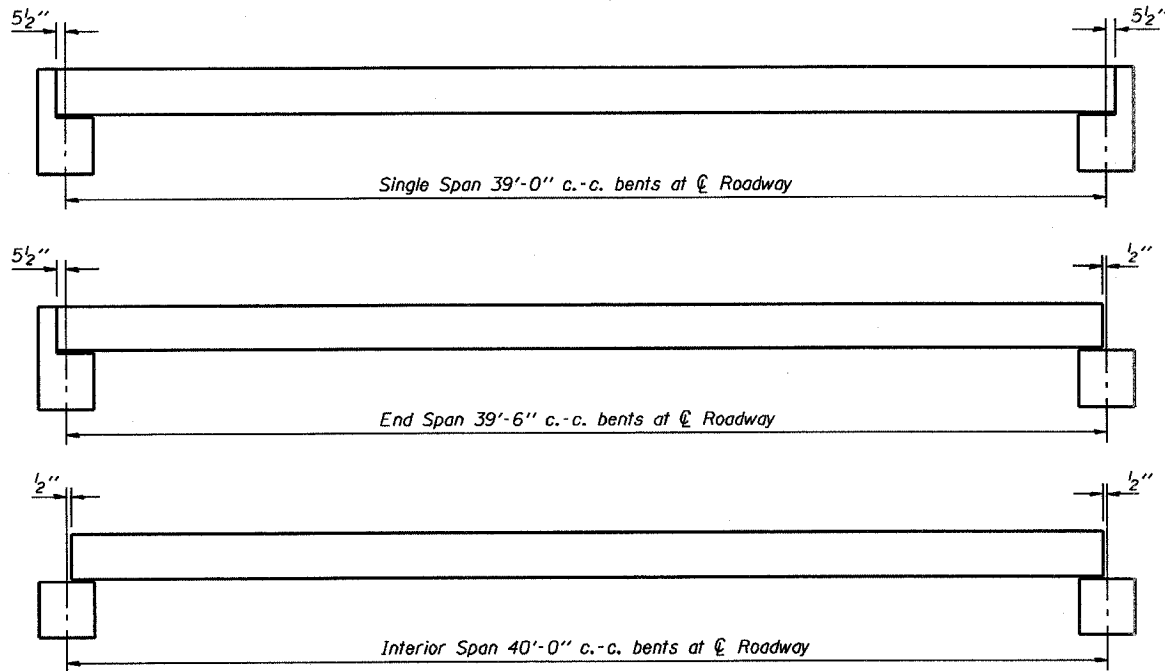 5½" 5½"
Single Span 39'-0" c.-c. bents at ℄ Roadway
5½" ½"
End Span 39'-6" c.-c. bents at ℄ Roadway
½" ½"
Interior Span 40'-0" c.-c. bents at ℄ Roadway